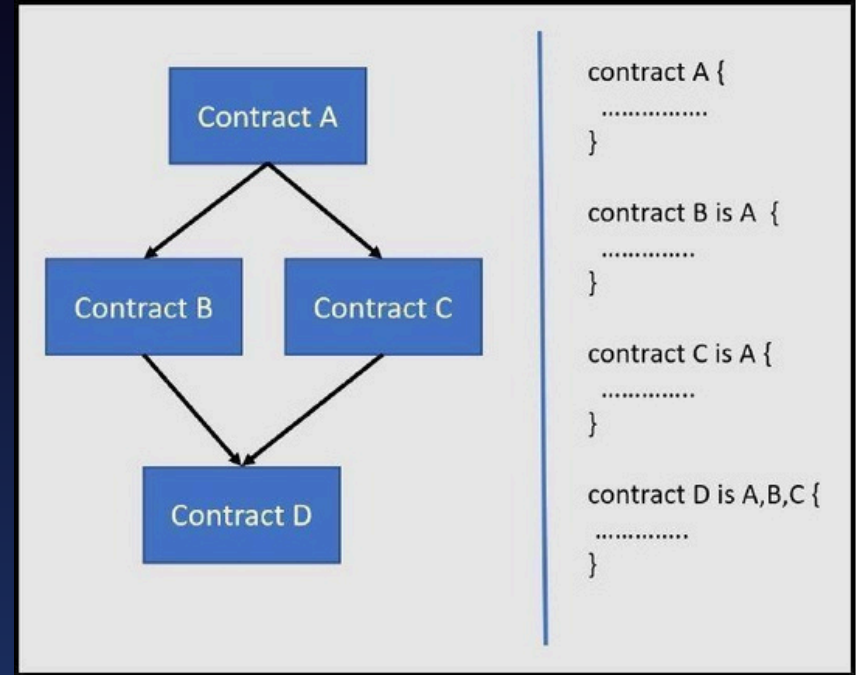 Contract A
Contract B
Contract C
Contract D
contract A {
................
}
contract B is A {
..............
}
contract C is A {
..............
}
contract D is A,B,C {
..............
}